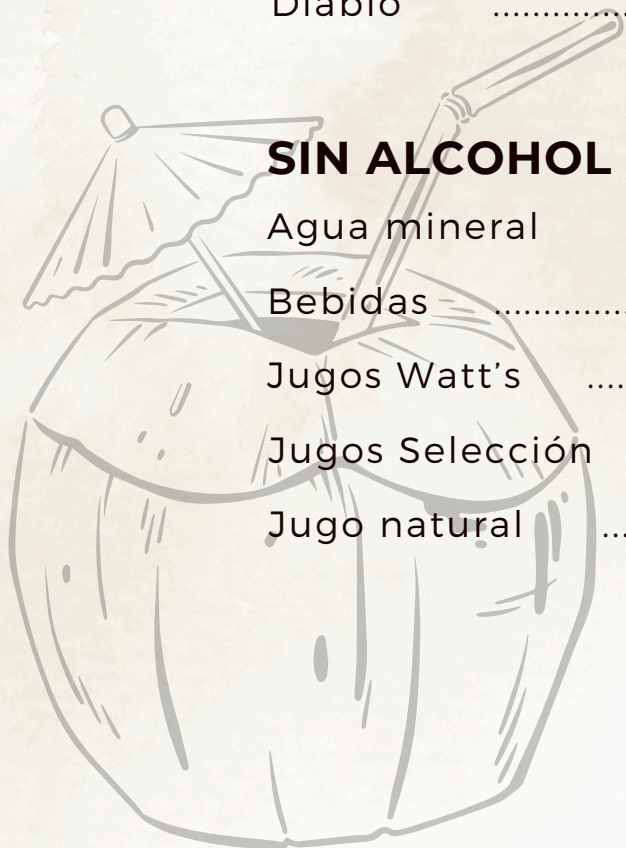 Diablo ..............
SIN ALCOHOL
Agua mineral
Bebidas ..............
Jugos Watt’s ....
Jugos Selección
Jugo natural ...